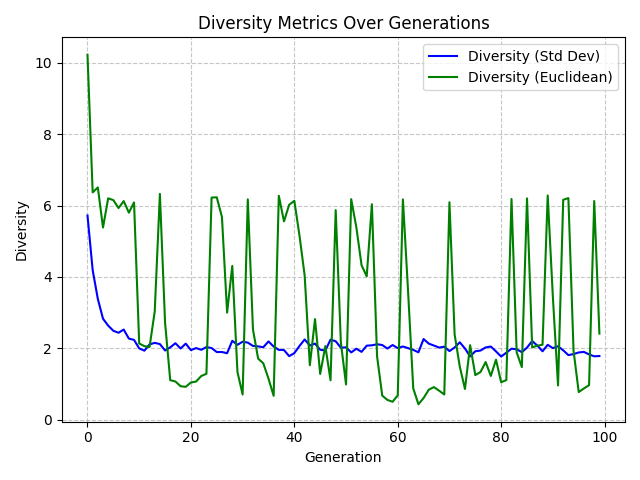 Diversity Metrics Over Generations
Diversity (Std Dev)
Diversity (Euclidean)
Diversity
10
8
6
4
2
0
0 20 40 60 80 100
Generation